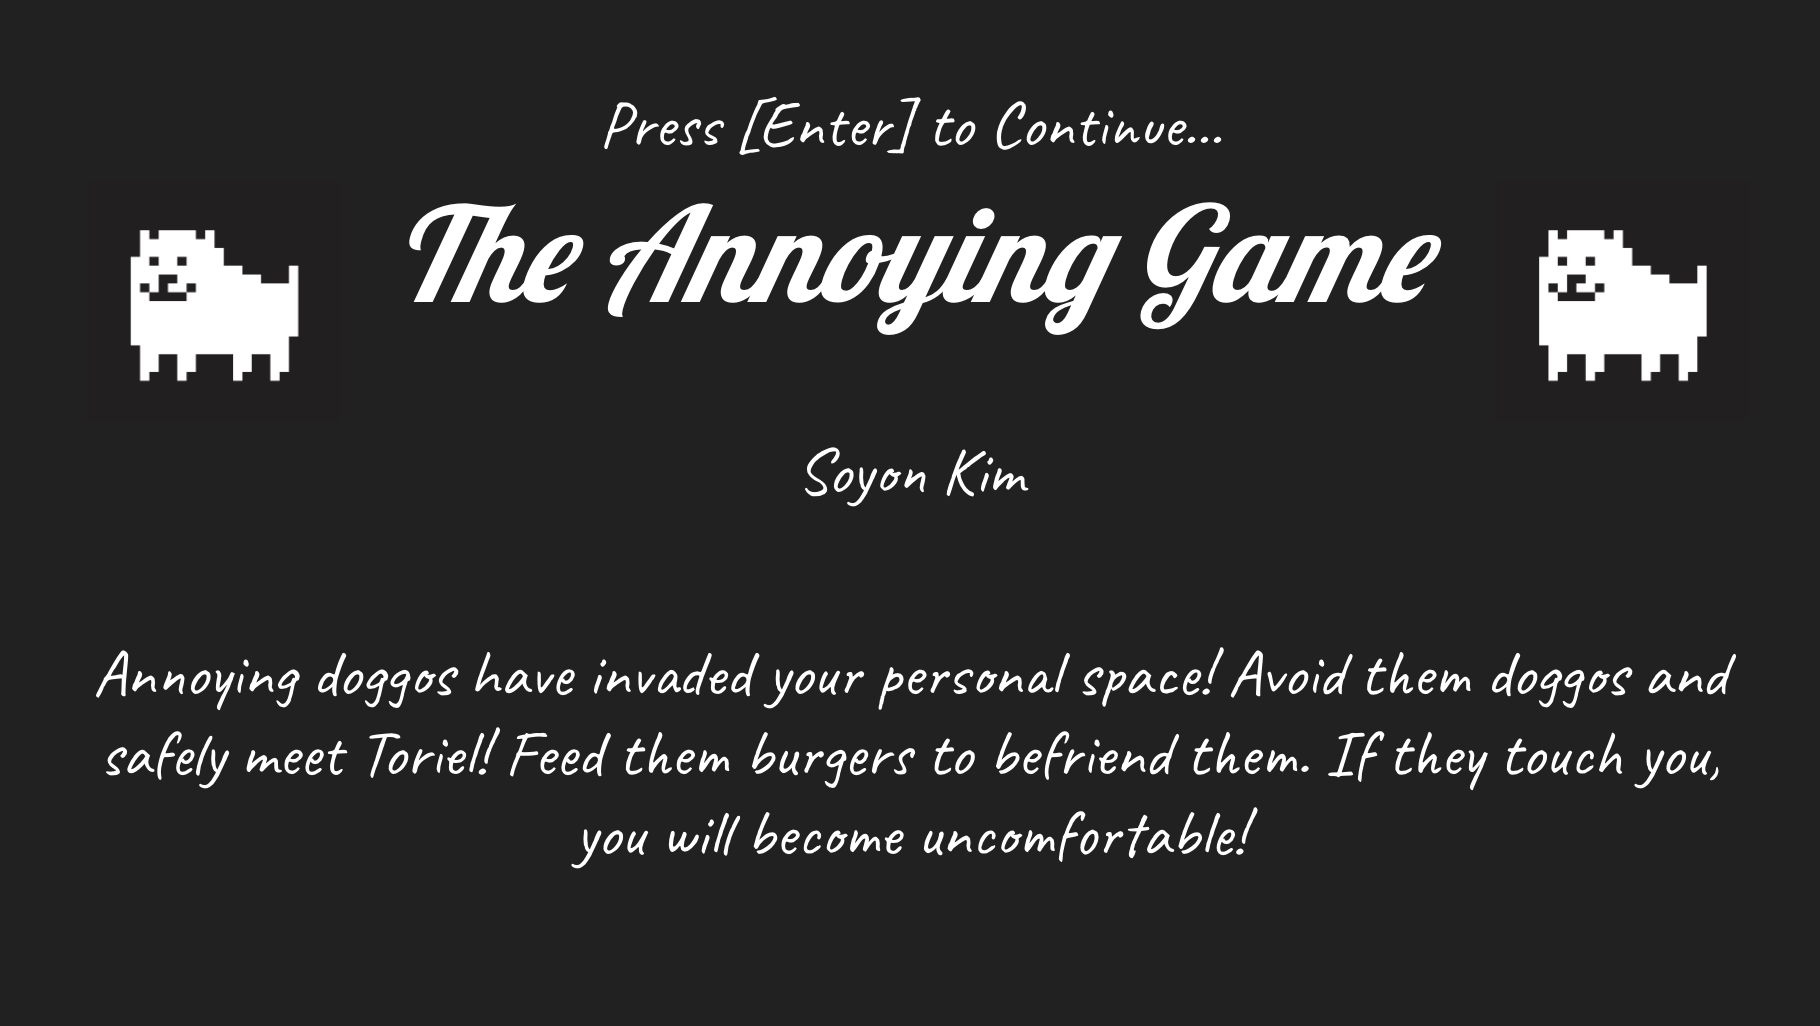 Press [Enter] to Continue...
The Annoying Game
Soyon Kim
Annoying doggos have invaded your personal space! Avoid them doggos and
safely meet Toriel! Feed them burgers to befriend them. If they touch you,
you will become uncomfortable!